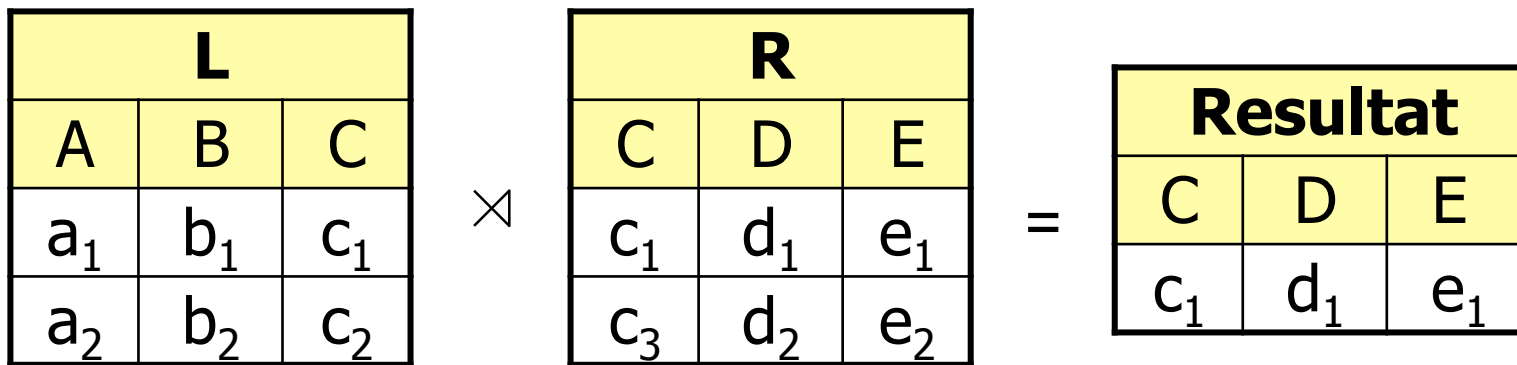 L
A B C
a₁ b₁ c₁
a₂ b₂ c₂
⋊
R
C D E
c₁ d₁ e₁
c₃ d₂ e₂
=
Resultat
C D E
c₁ d₁ e₁